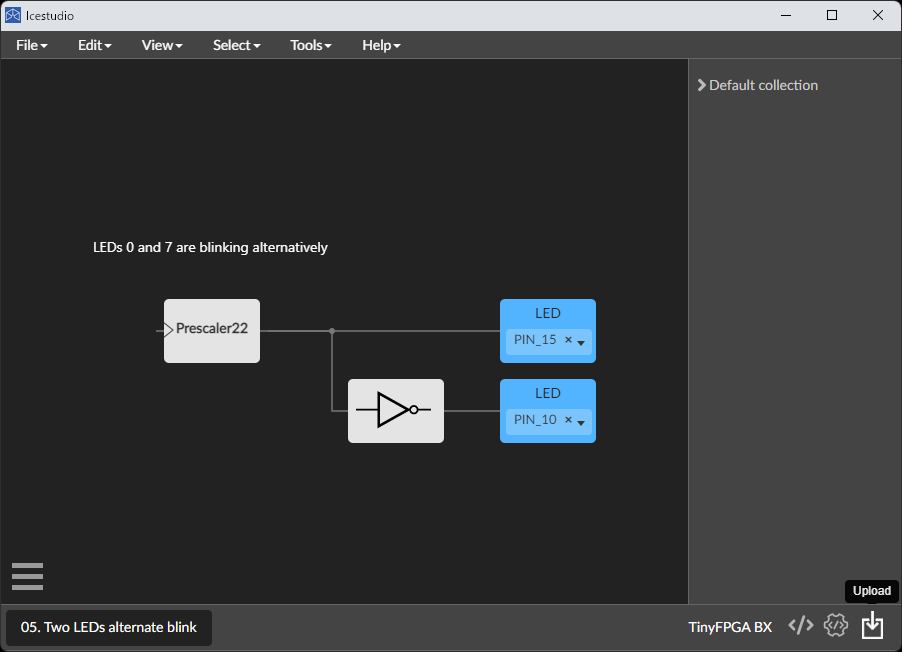 Icestudio
File Edit View Select Tools Help
Default collection
LEDs 0 and 7 are blinking alternatively
Prescaler22
LED
PIN_15 ×
LED
PIN_10 ×
Upload
05. Two LEDs alternate blink
TinyFPGA BX